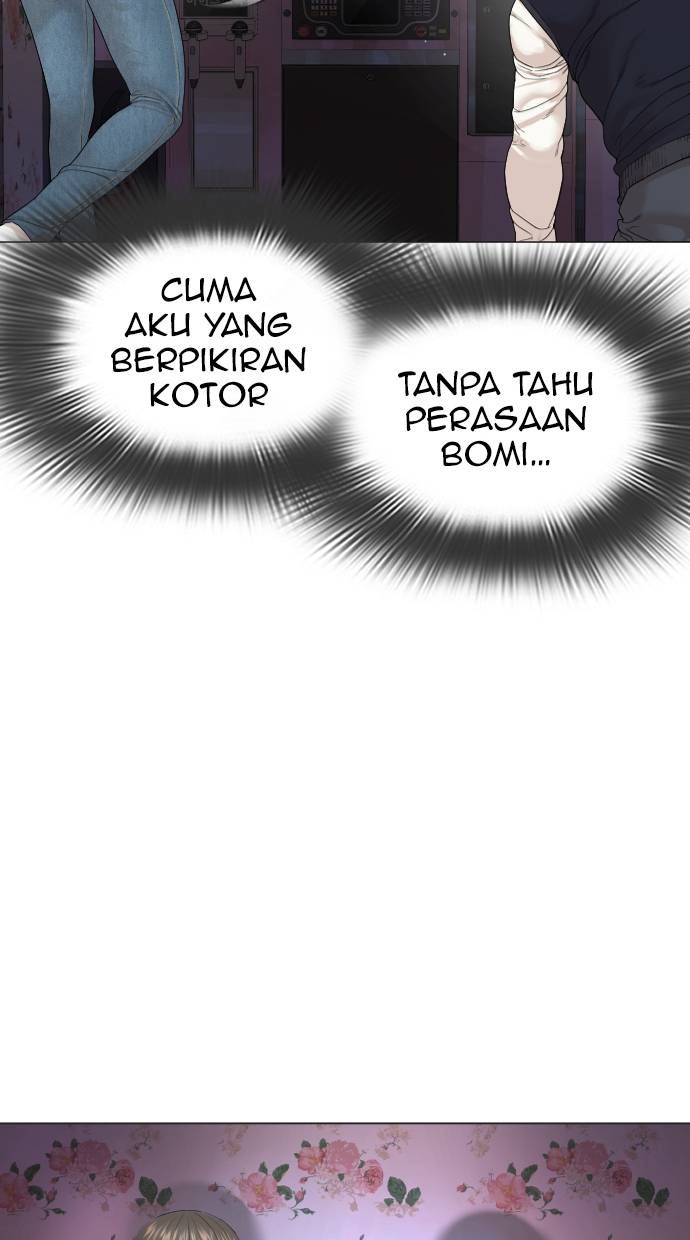 CUMA
AKU YANG
BERPIKIRAN
KOTOR
TANPA TAHU
PERASAAN
BOMI...